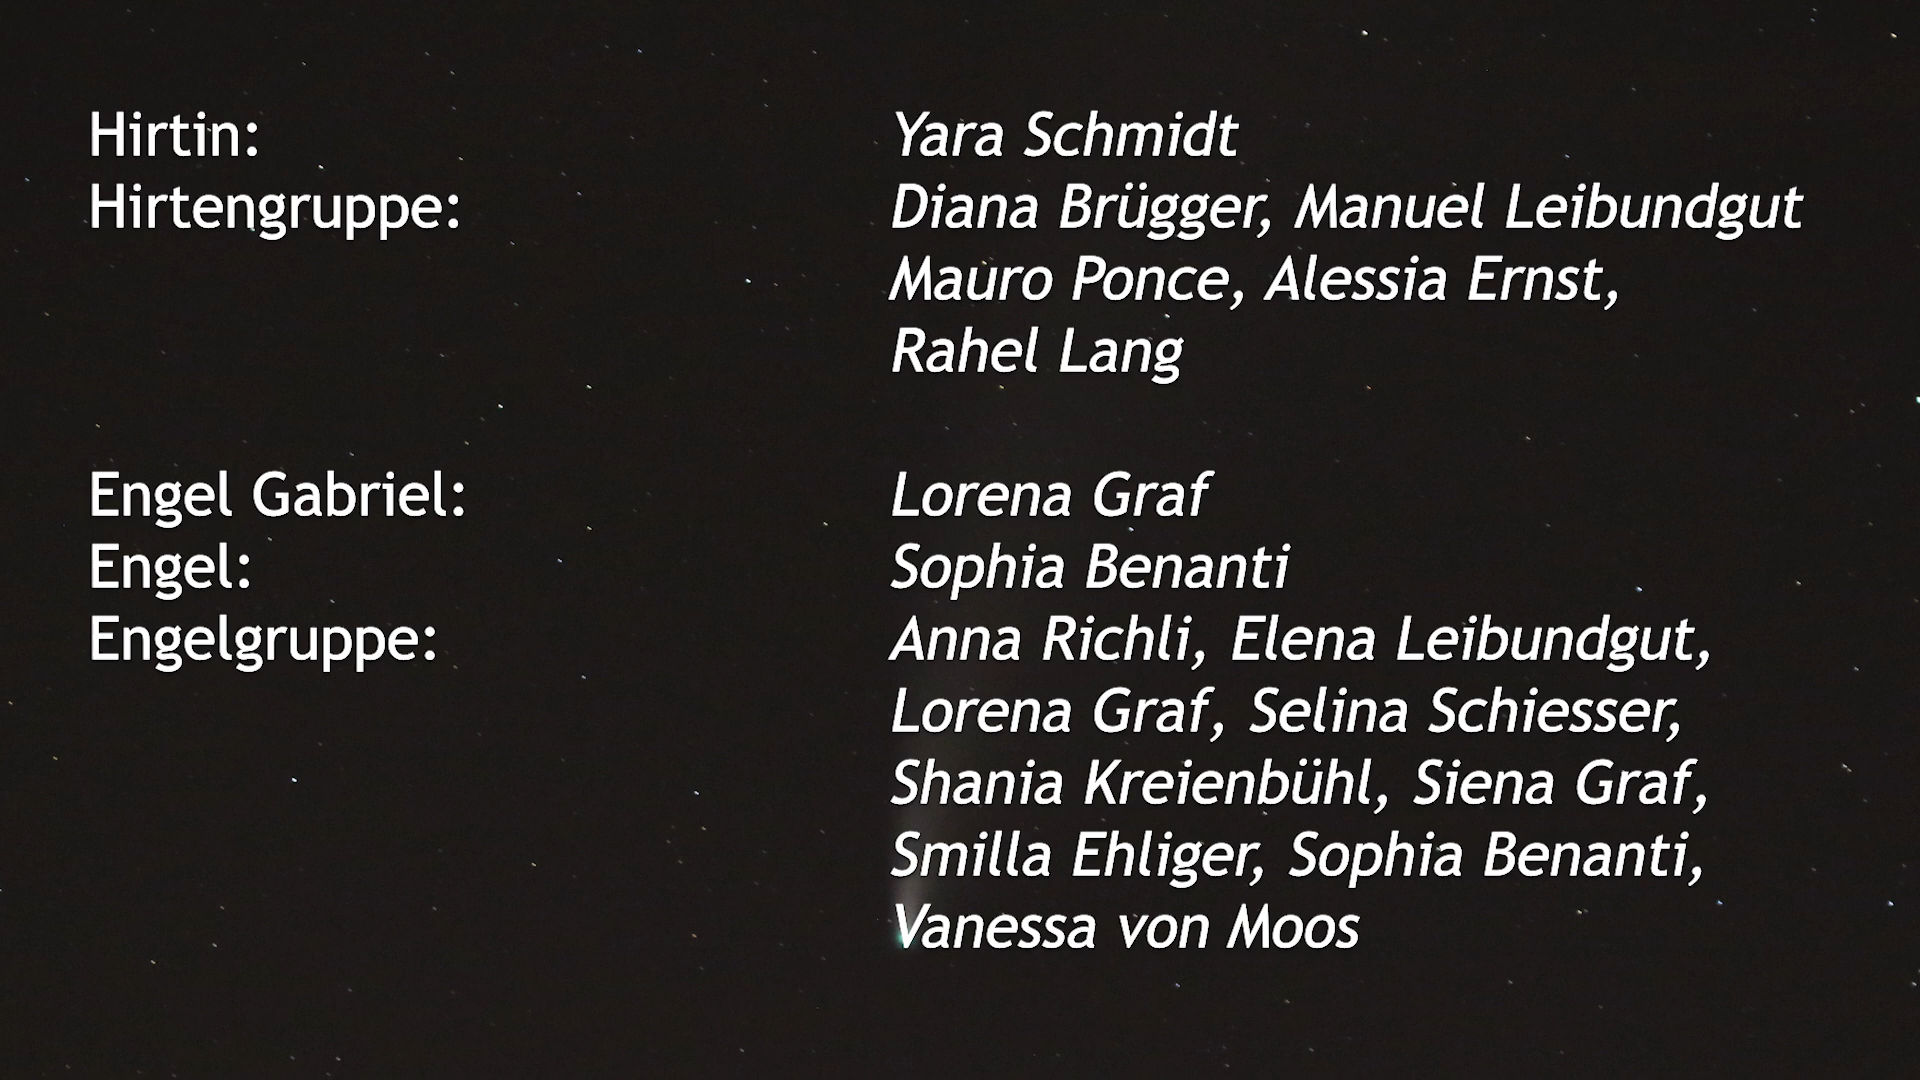 Hirtin: Yara Schmidt
Hirtengruppe: Diana Brügger, Manuel Leibundgut
Mauro Ponce, Alessia Ernst,
Rahel Lang
Engel Gabriel: Lorena Graf
Engel: Sophia Benanti
Engelgruppe: Anna Richli, Elena Leibundgut,
Lorena Graf, Selina Schiesser,
Shania Kreienbühl, Siena Graf,
Smilla Ehliger, Sophia Benanti,
Vanessa von Moos